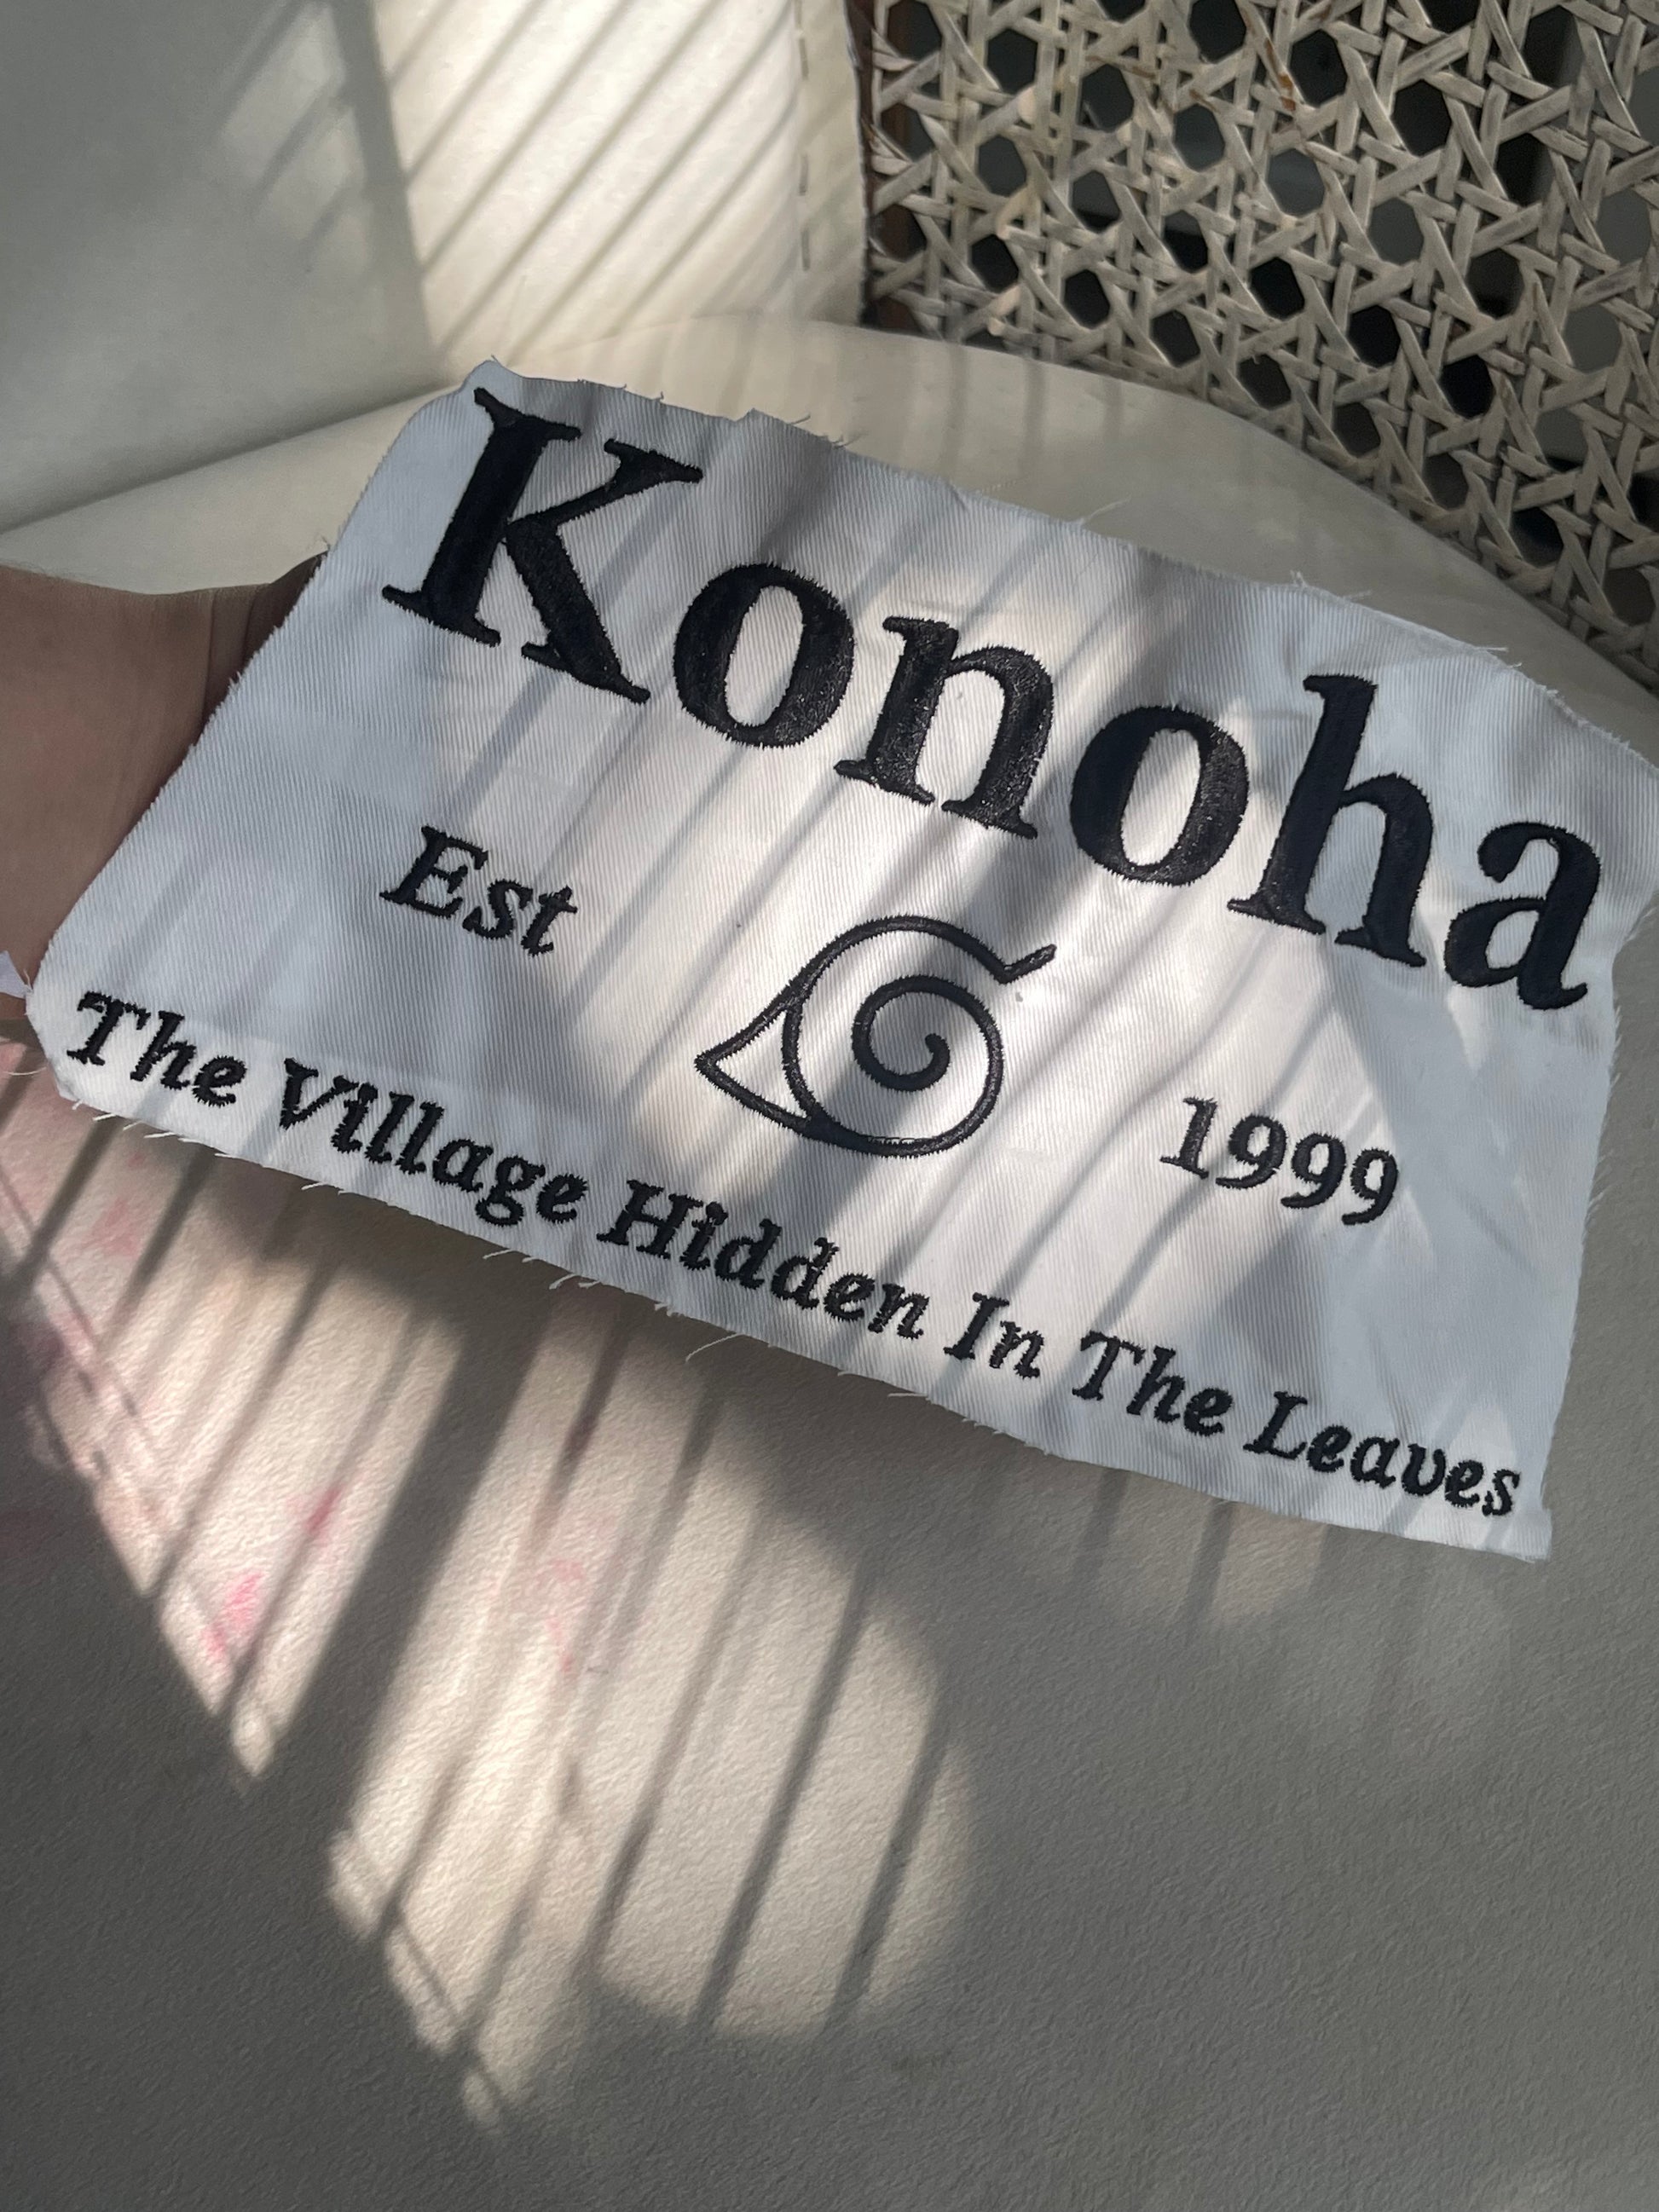 Konoha
Est 1999
The Village Hidden In The Leaves